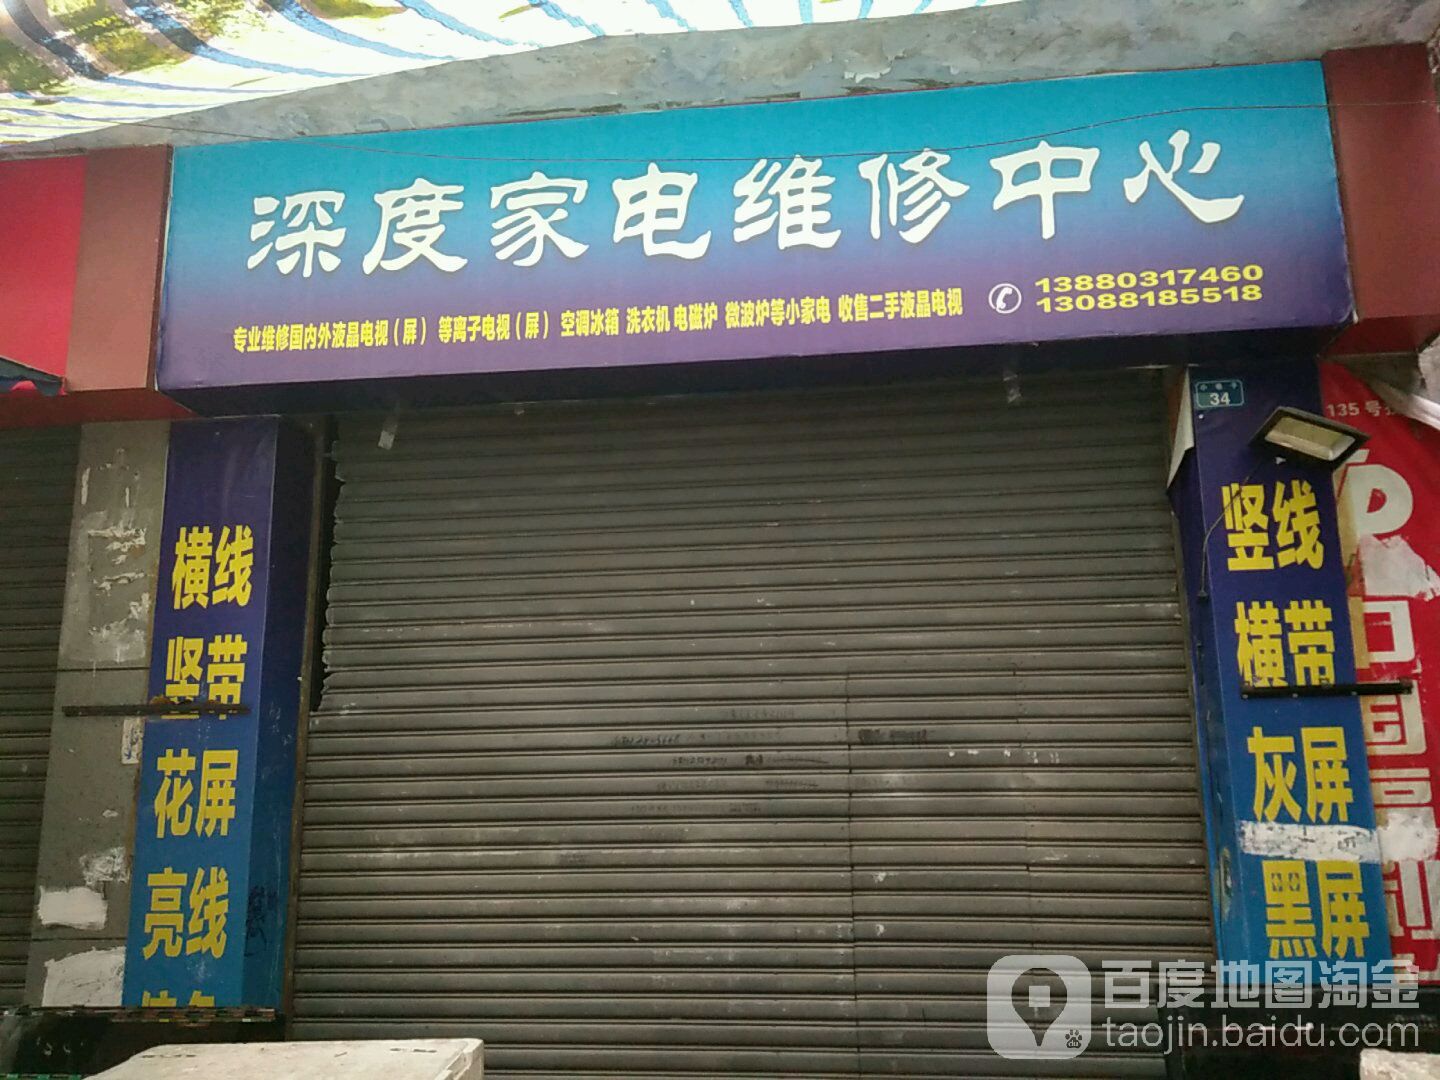 深度家电维修中心
专业维修国内外液晶电视（屏） 等离子电视（屏） 空调冰箱 洗衣机 电磁炉 微波炉等小家电 收售二手液晶电视
13880317460
13088185518
34
135号
横线
竖带
花屏
亮线
竖线
横带
灰屏
黑屏
百度地图淘金
taojin.baidu.com